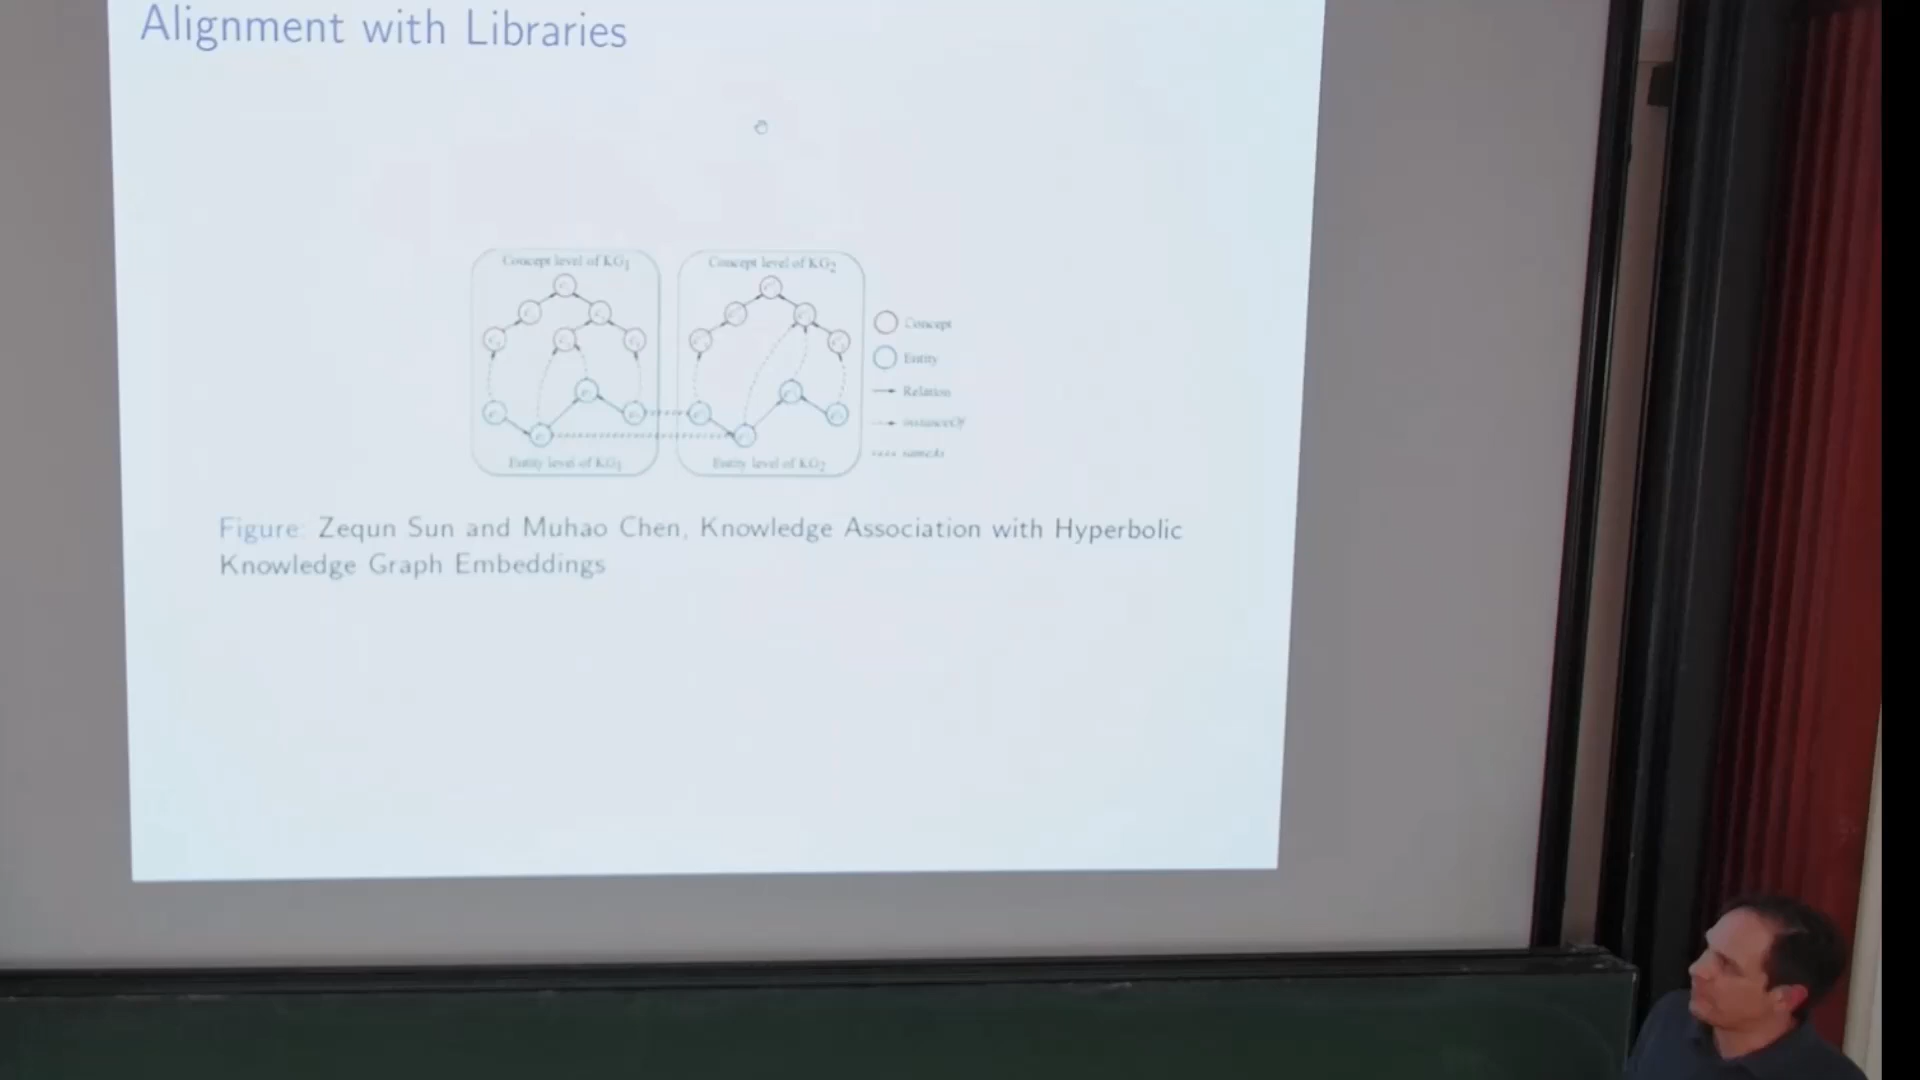 Alignment with Libraries
Concept level of KG1
Concept level of KG2
Concept
Entity
Relation
instanceOf
sameAs
Entity level of KG1
Entity level of KG2
Figure: Zequn Sun and Muhao Chen, Knowledge Association with Hyperbolic
Knowledge Graph Embeddings